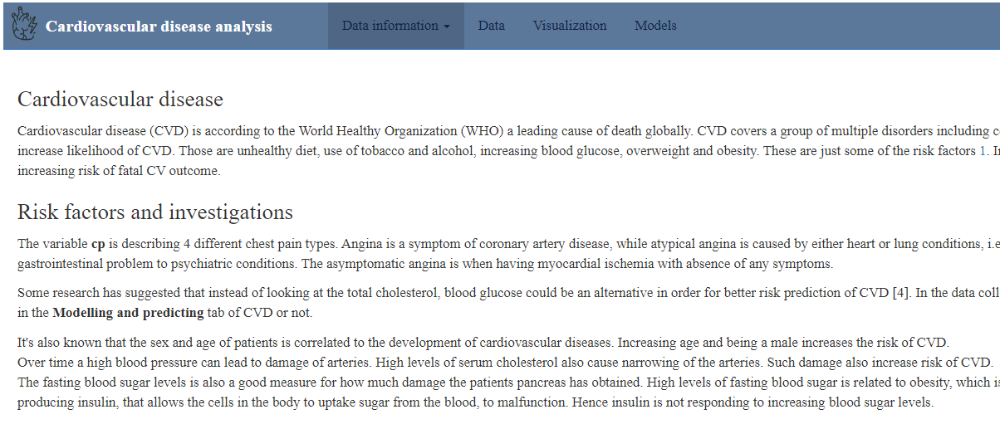 Cardiovascular disease analysis
Data information
Data
Visualization
Models
Cardiovascular disease
Cardiovascular disease (CVD) is according to the World Healthy Organization (WHO) a leading cause of death globally. CVD covers a group of multiple disorders including
increase likelihood of CVD. Those are unhealthy diet, use of tobacco and alcohol, increasing blood glucose, overweight and obesity. These are just some of the risk factors 1.
increasing risk of fatal CV outcome.
Risk factors and investigations
The variable cp is describing 4 different chest pain types. Angina is a symptom of coronary artery disease, while atypical angina is caused by either heart or lung conditions,
gastrointestinal problem to psychiatric conditions. The asymptomatic angina is when having myocardial ischemia with absence of any symptoms.
Some research has suggested that instead of looking at the total cholesterol, blood glucose could be an alternative in order for better risk prediction of CVD [4]. In the data
in the Modelling and predicting tab of CVD or not.
It's also known that the sex and age of patients is correlated to the development of cardiovascular diseases. Increasing age and being a male increases the risk of CVD.
Over time a high blood pressure can lead to damage of arteries. High levels of serum cholesterol also cause narrowing of the arteries. Such damage also increase risk of CVD.
The fasting blood sugar levels is also a good measure for how much damage the patients pancreas has obtained. High levels of fasting blood sugar is related to obesity, which
producing insulin, that allows the cells in the body to uptake sugar from the blood, to malfunction. Hence insulin is not responding to increasing blood sugar levels.